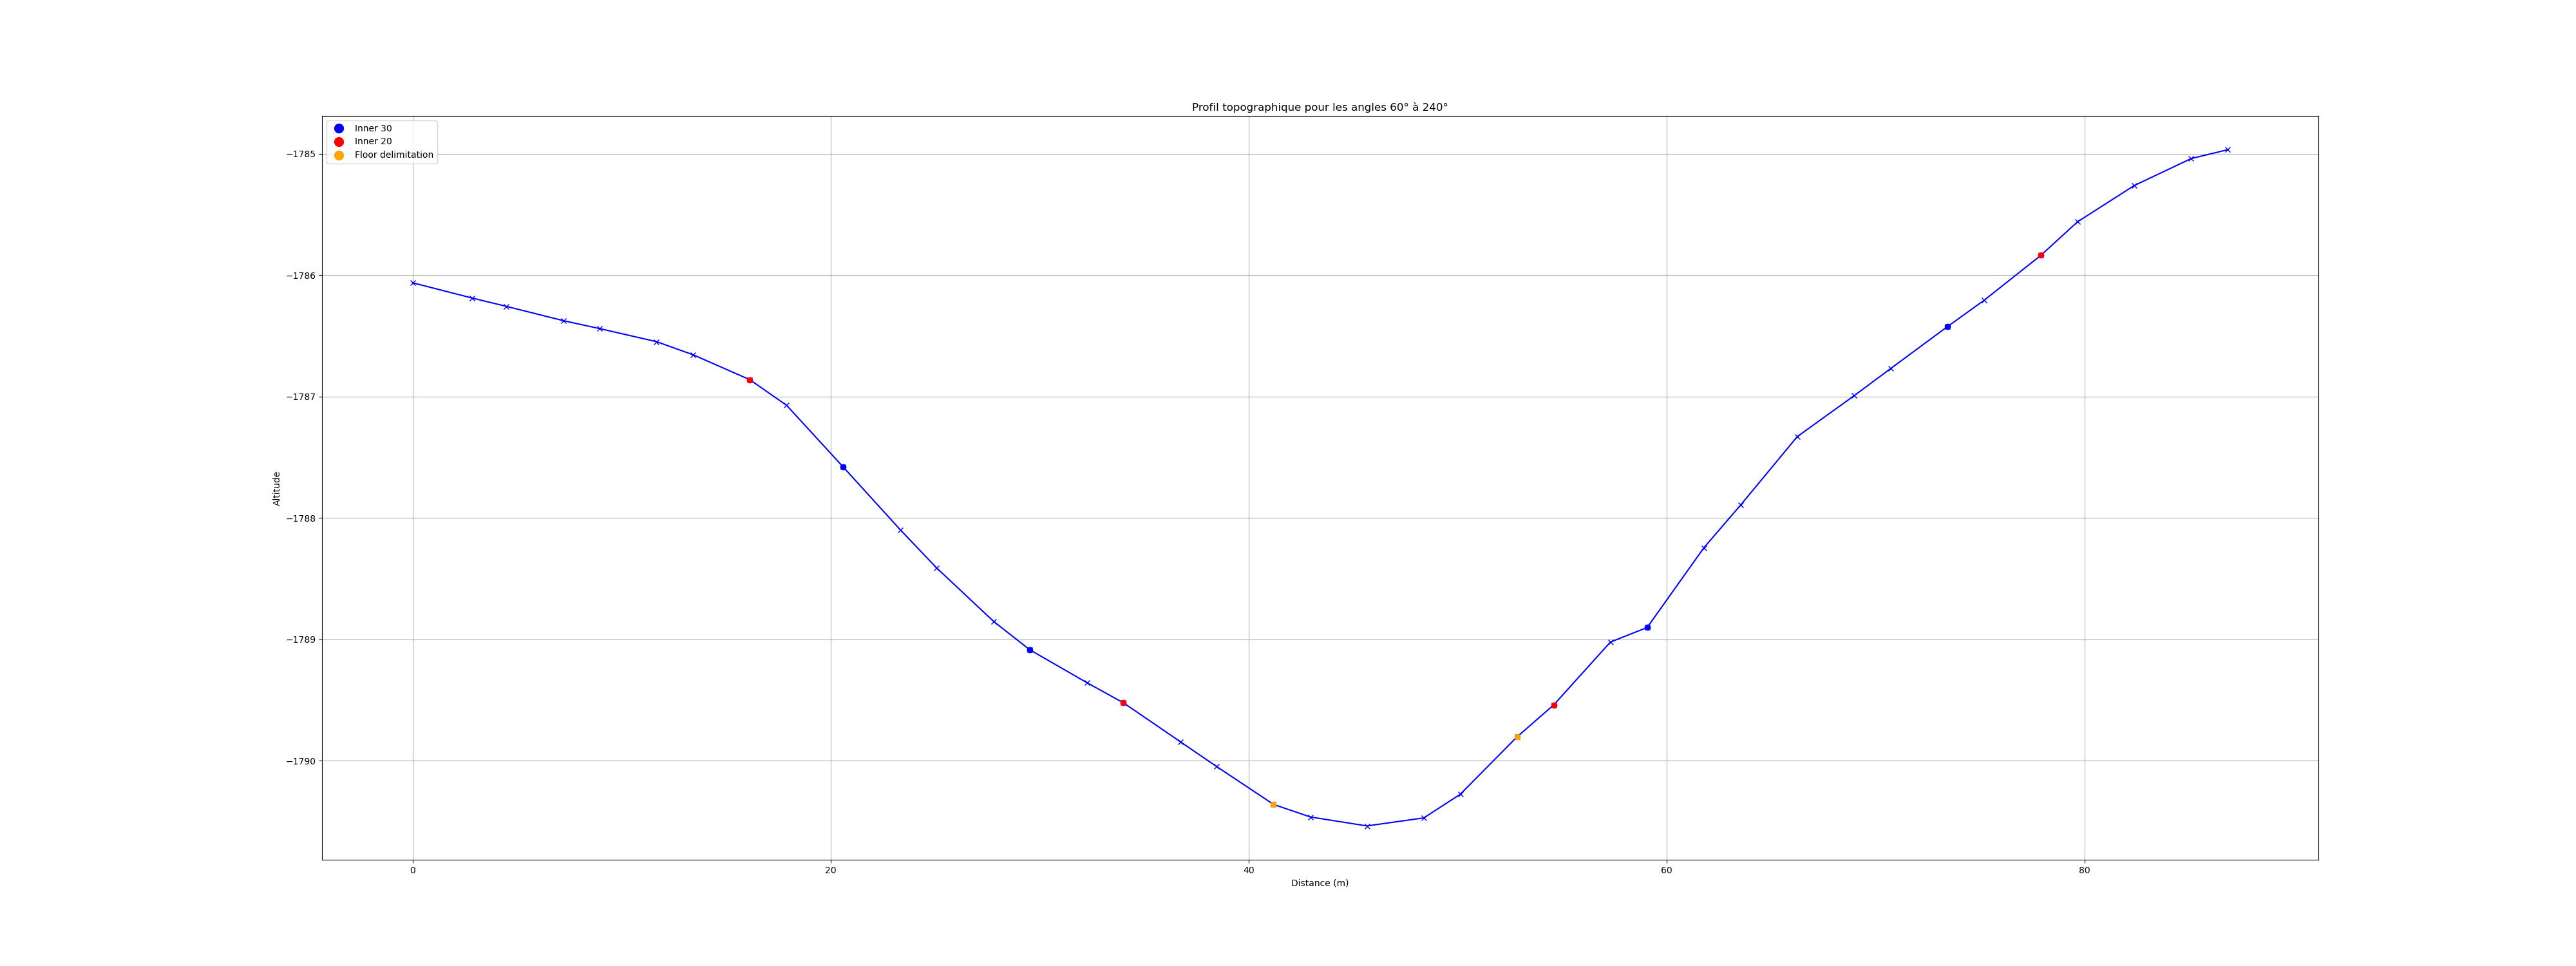 Profil topographique pour les angles 60° à 240°
Inner 30
Inner 20
Floor delimitation
−1785
−1786
−1787
−1788
−1789
−1790
Altitude
0 20 40 60 80
Distance (m)